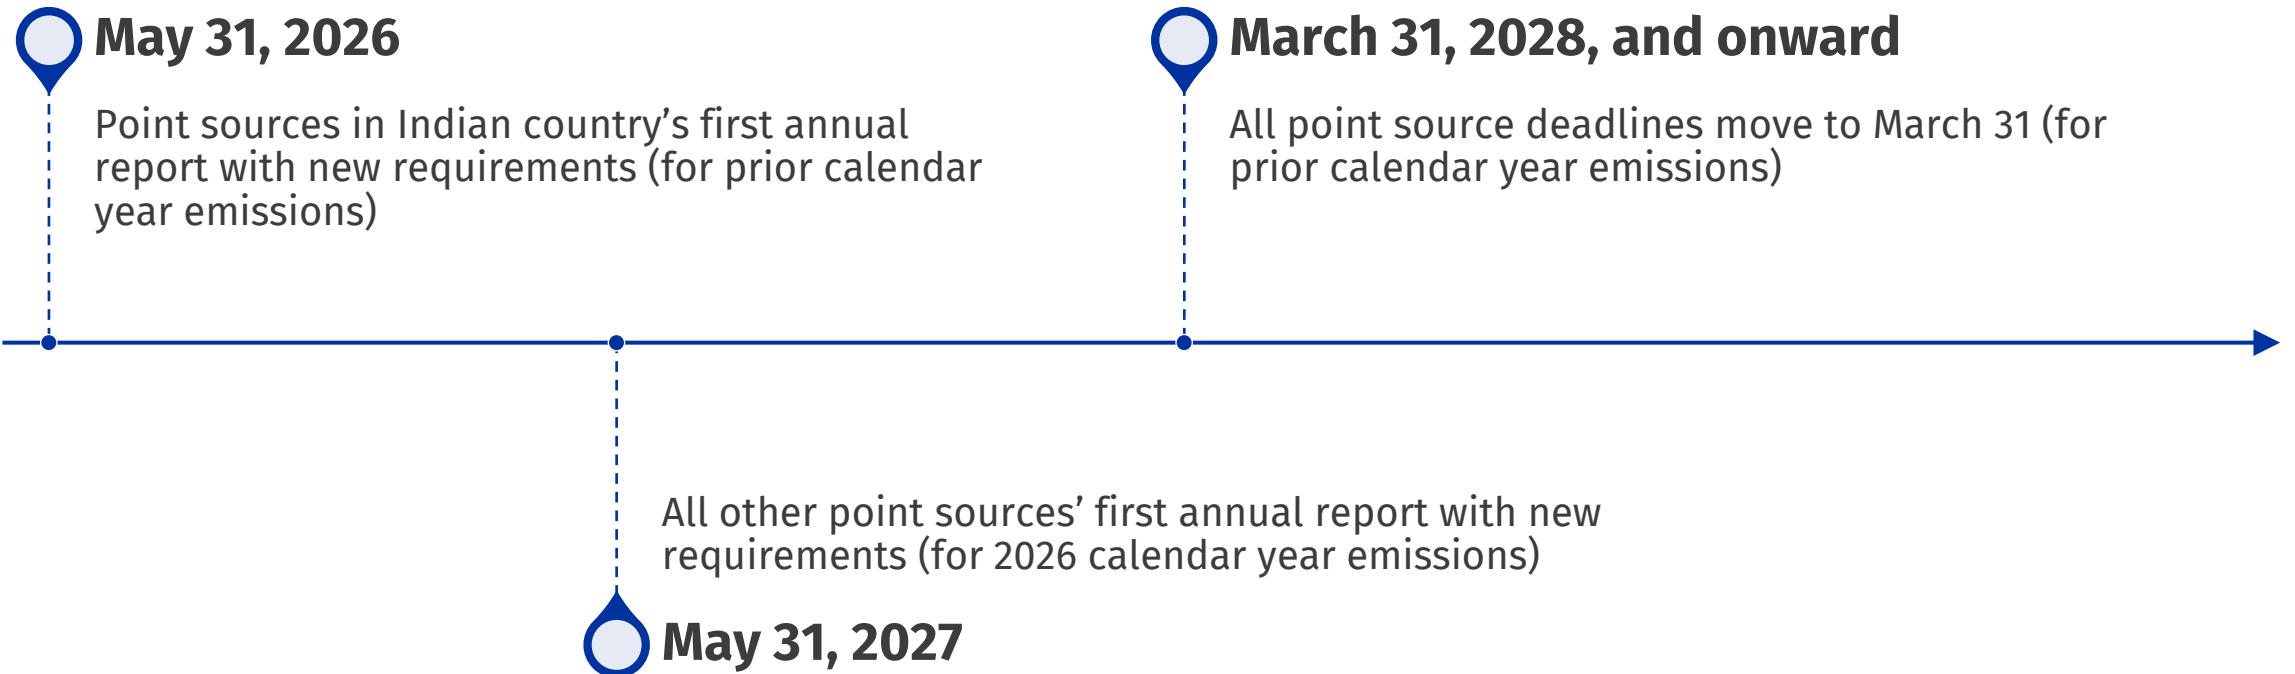 May 31, 2026
Point sources in Indian country’s first annual
report with new requirements (for prior calendar
year emissions)
All other point sources’ first annual report with new
requirements (for 2026 calendar year emissions)
May 31, 2027
March 31, 2028, and onward
All point source deadlines move to March 31 (for
prior calendar year emissions)